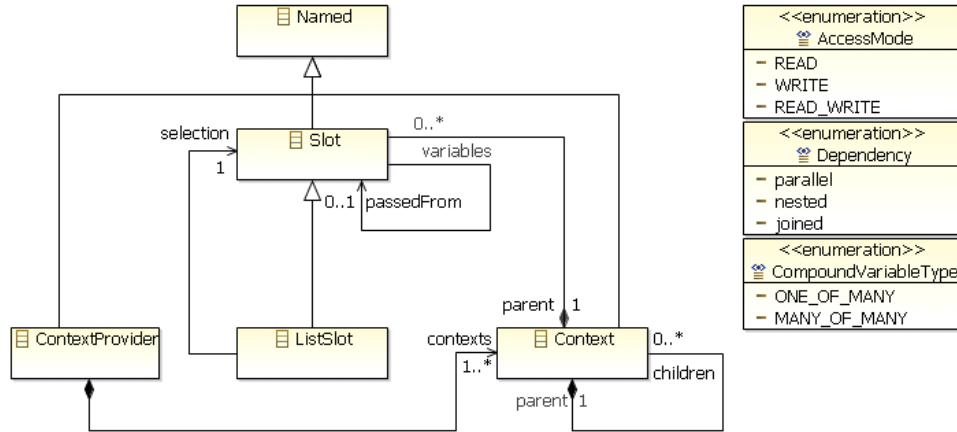 Named
selection
1
Slot
0..*
variables
0..1
passedFrom
ContextProvider
ListSlot
contexts
1..*
parent
1
Context
0..*
children
parent
1
<<enumeration>>
AccessMode
- READ
- WRITE
- READ_WRITE
<<enumeration>>
Dependency
- parallel
- nested
- joined
<<enumeration>>
CompoundVariableType
- ONE_OF_MANY
- MANY_OF_MANY